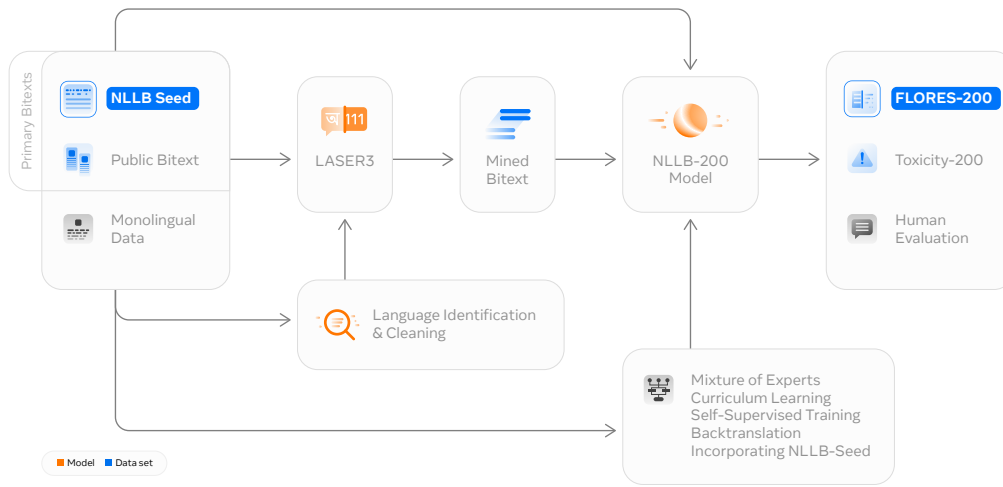 Primary Bitexts
NLLB Seed
Public Bitext
Monolingual
Data
অ 111
LASER3
Mined
Bitext
NLLB-200
Model
FLORES-200
Toxicity-200
Human
Evaluation
Language Identification
& Cleaning
Mixture of Experts
Curriculum Learning
Self-Supervised Training
Backtranslation
Incorporating NLLB-Seed
Model Data set